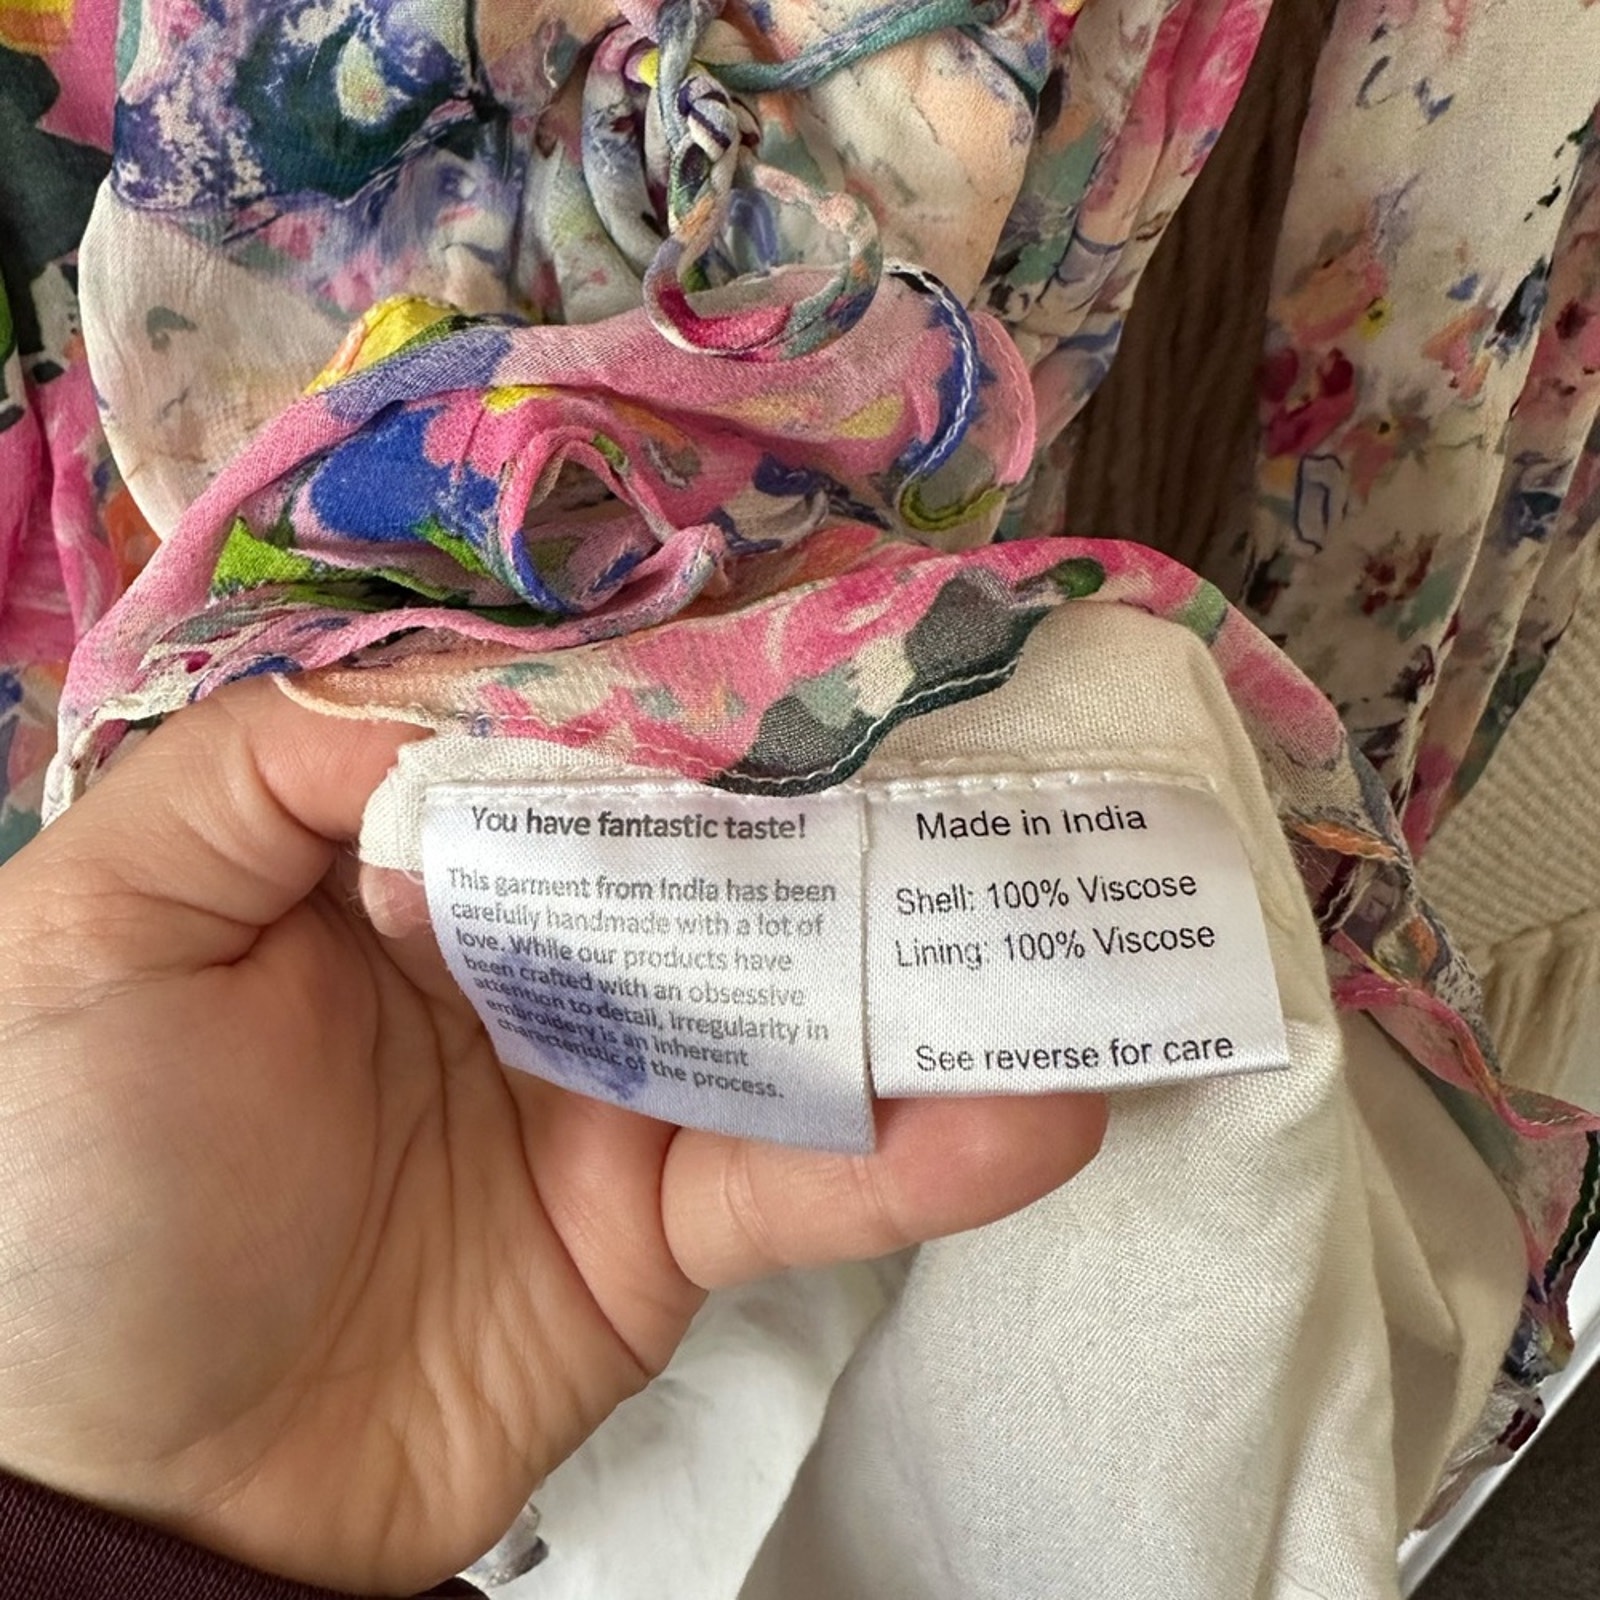 You have fantastic taste!
This garment from India has been
carefully handmade with a lot of
love. While our products have
been crafted with an obsessive
attention to detail, irregularity in
embroidery is an inherent
characteristic of the process.
Made in India
Shell: 100% Viscose
Lining: 100% Viscose
See reverse for care